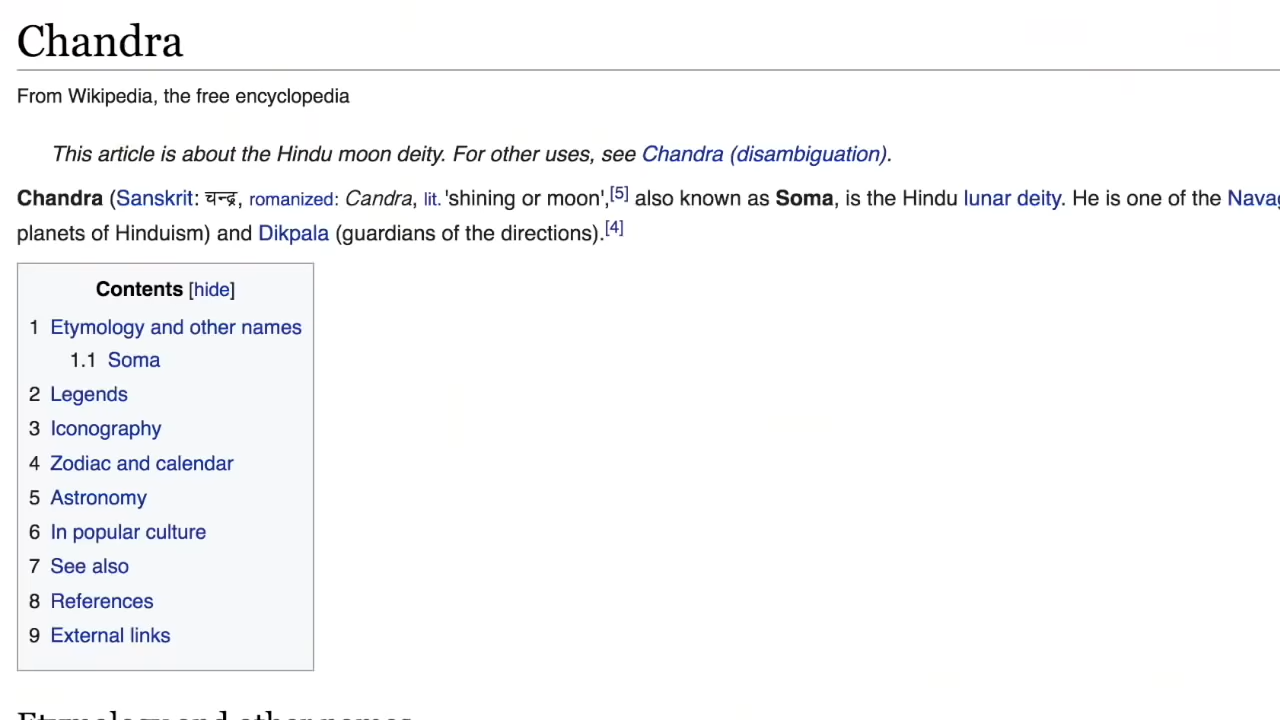 Chandra
From Wikipedia, the free encyclopedia
This article is about the Hindu moon deity. For other uses, see Chandra (disambiguation).
Chandra (Sanskrit: चन्द्र, romanized: Candra, lit. 'shining or moon',[5] also known as Soma, is the Hindu lunar deity. He is one of the
planets of Hinduism) and Dikpala (guardians of the directions).[4]
Contents [hide]
1 Etymology and other names
1.1 Soma
2 Legends
3 Iconography
4 Zodiac and calendar
5 Astronomy
6 In popular culture
7 See also
8 References
9 External links
Etymology and other names